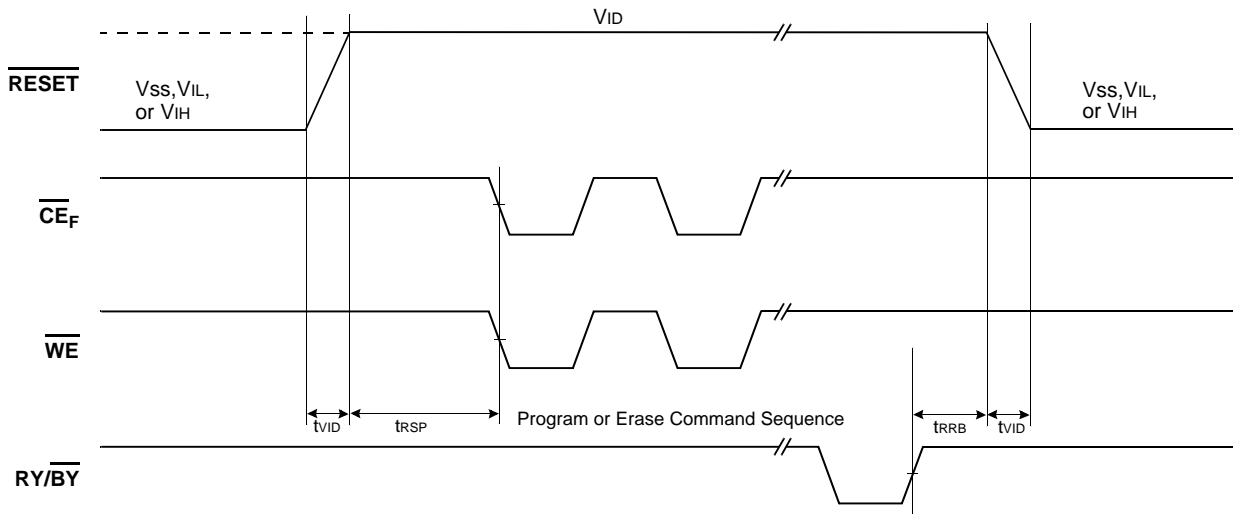 VID
RESET
Vss,VIL,
or VIH
Vss,VIL,
or VIH
CEF
WE
tVID
tRSP
Program or Erase Command Sequence
tRRB
tVID
RY/BY